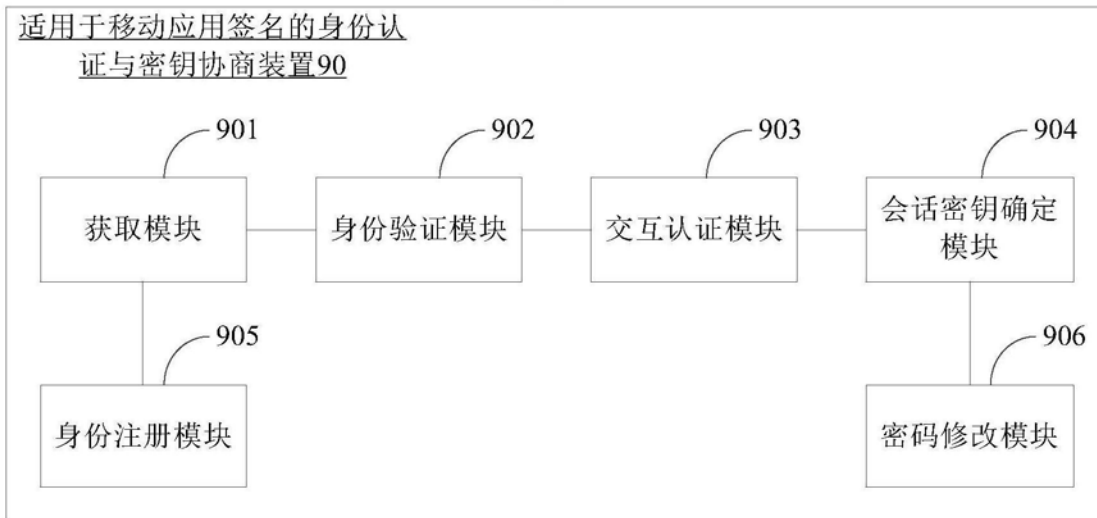 适用于移动应用签名的身份认
证与密钥协商装置90
901
902
903
904
获取模块
身份验证模块
交互认证模块
会话密钥确定
模块
905
906
身份注册模块
密码修改模块